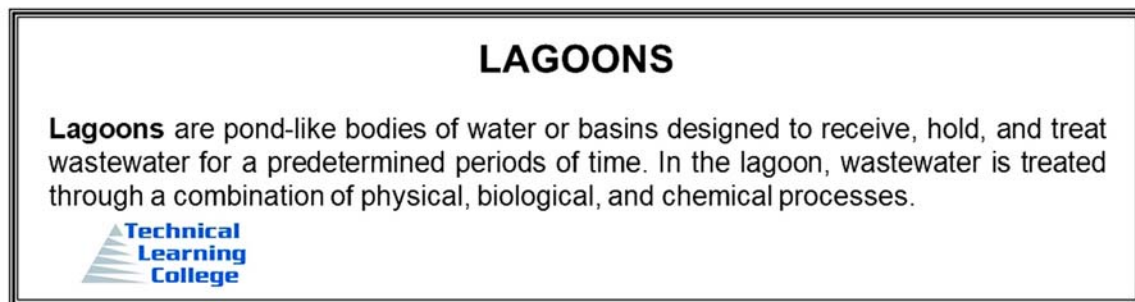 LAGOONS
Lagoons are pond-like bodies of water or basins designed to receive, hold, and treat
wastewater for a predetermined periods of time. In the lagoon, wastewater is treated
through a combination of physical, biological, and chemical processes.
Technical
Learning
College